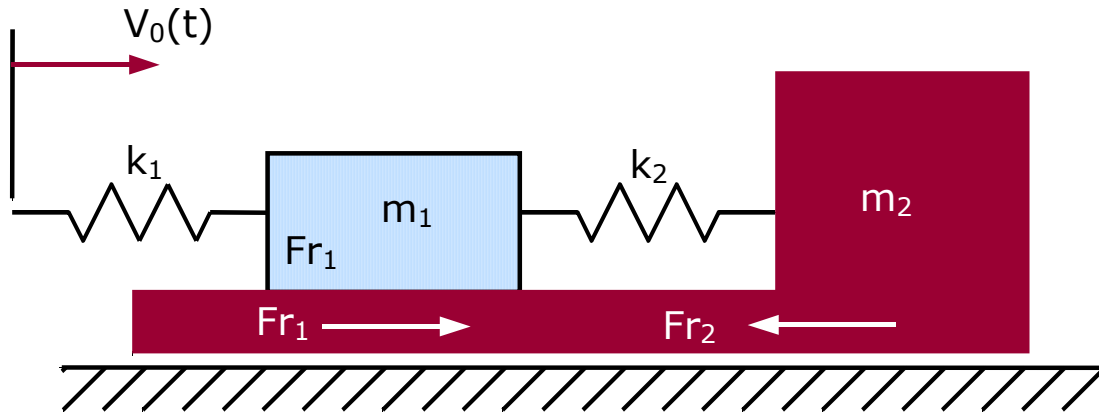 V₀(t)
k₁
k₂
m₁
m₂
Fr₁
Fr₁
Fr₂